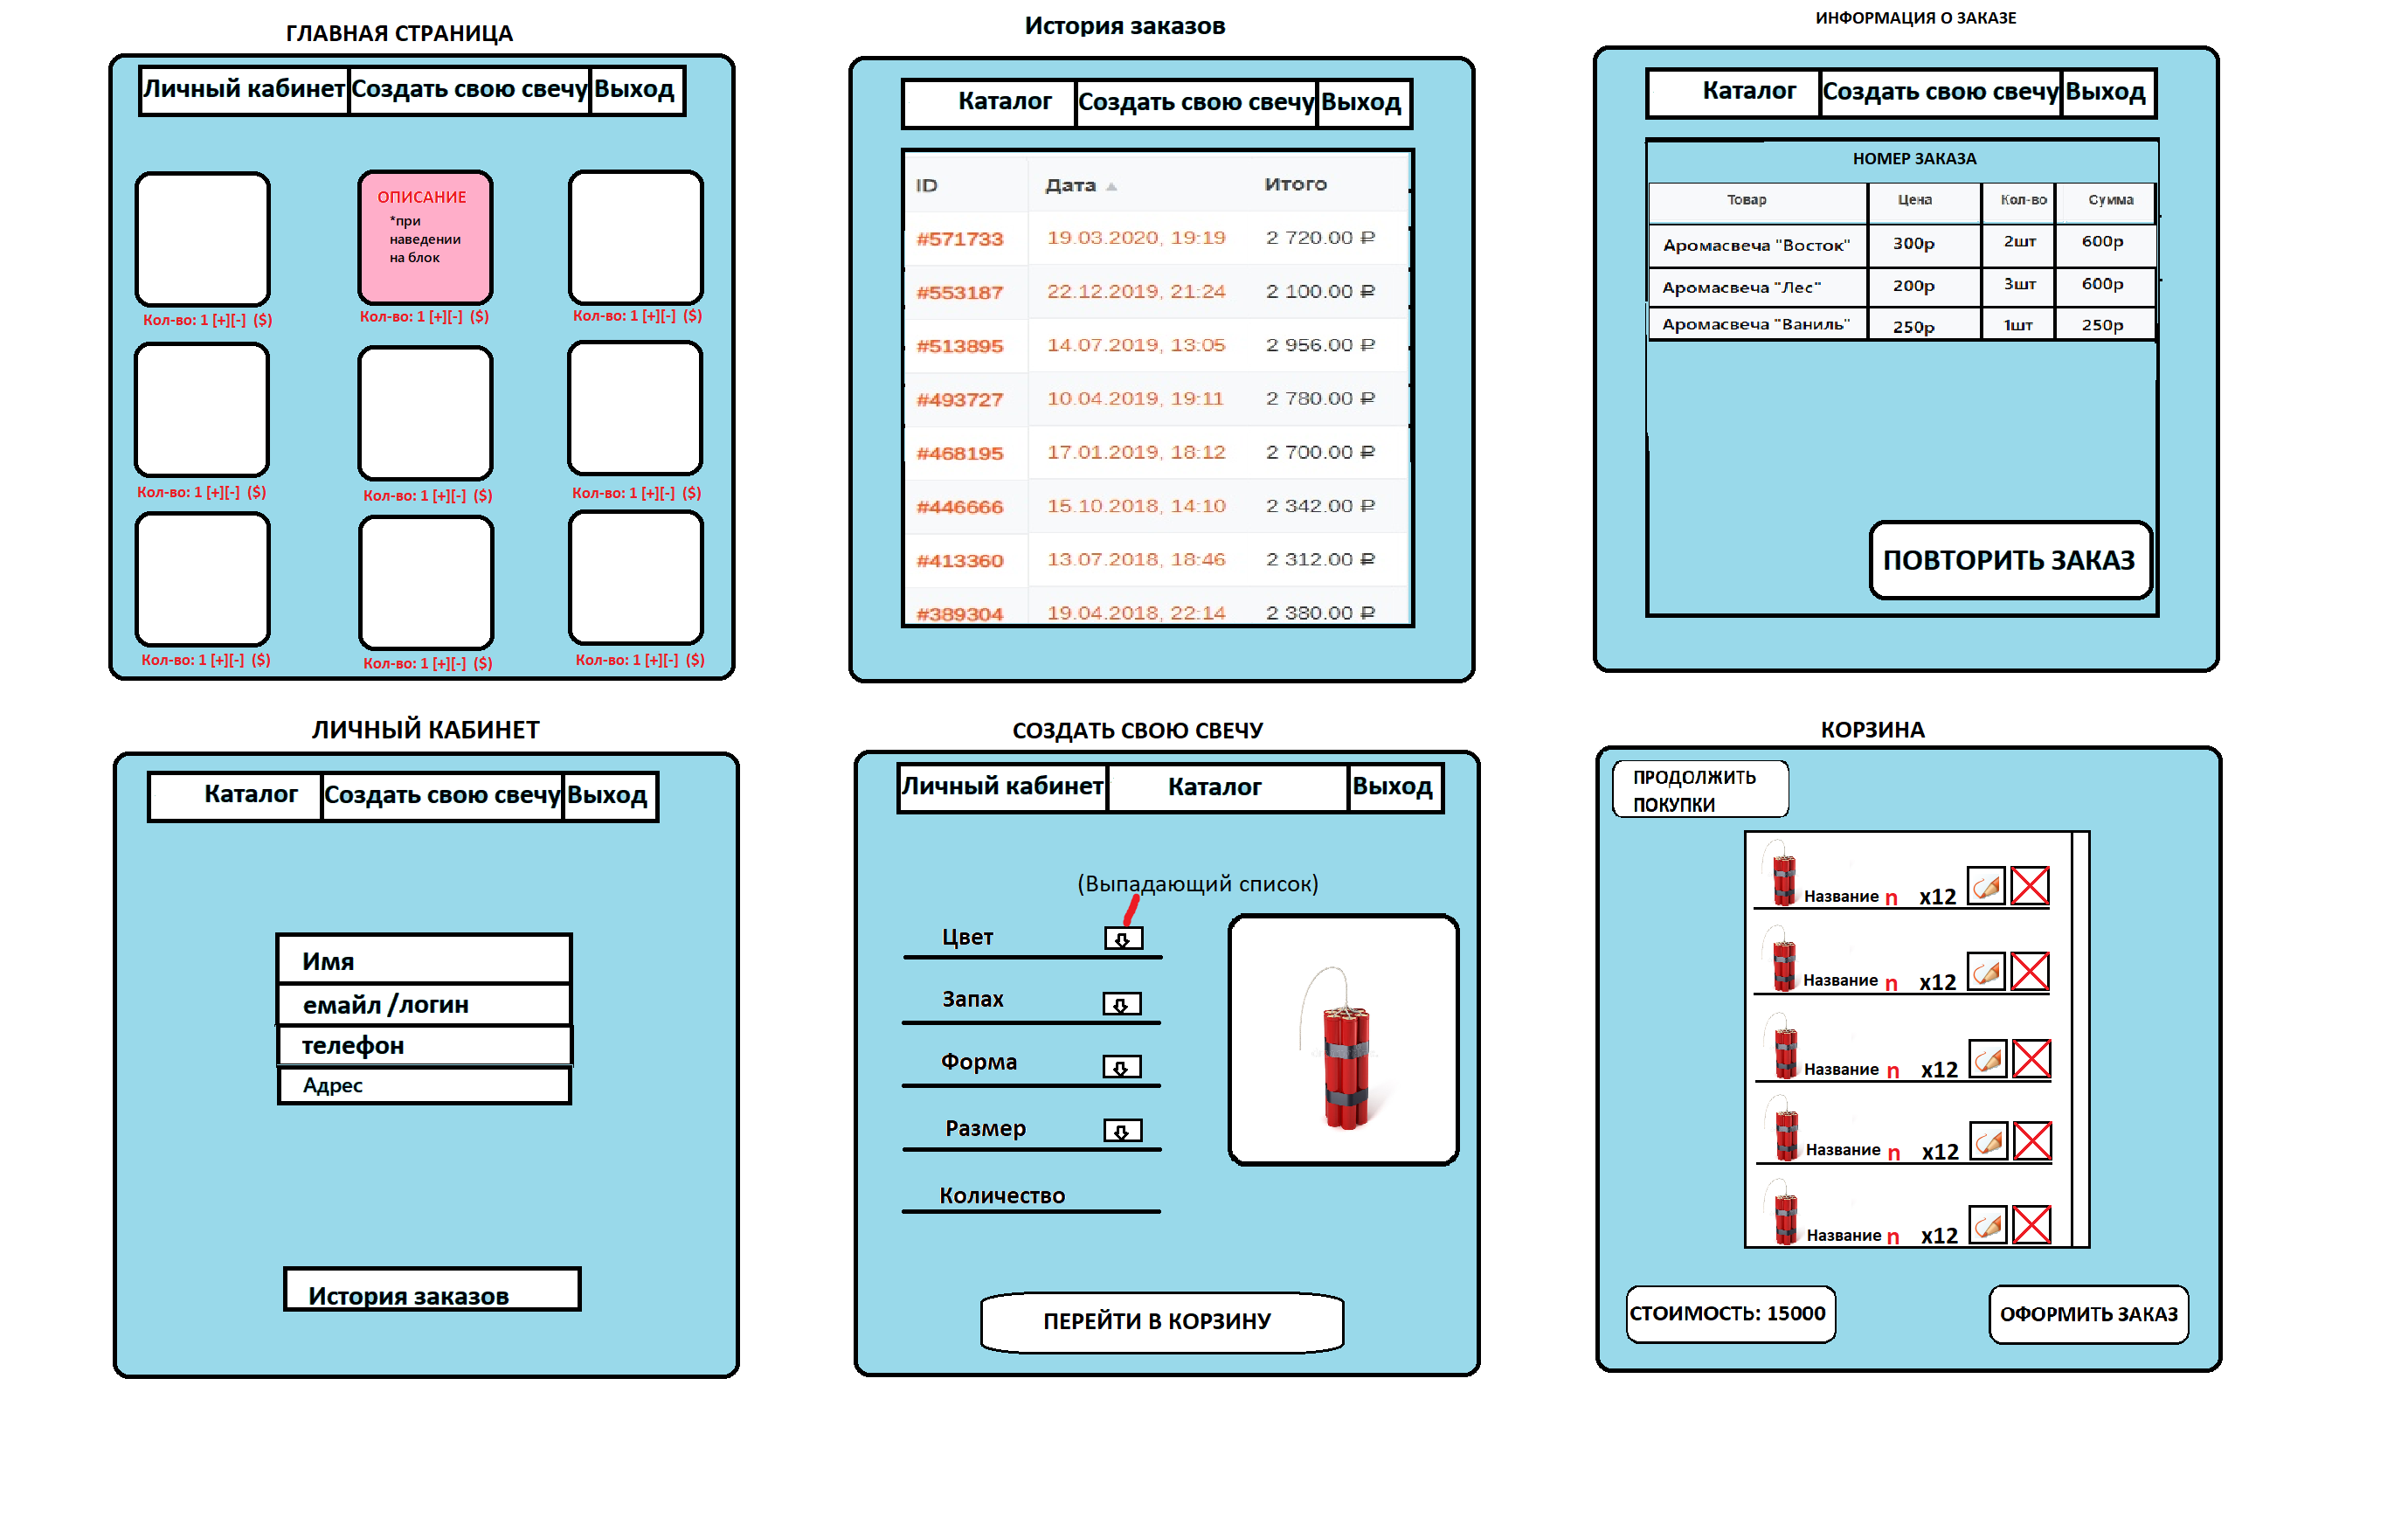 ГЛАВНАЯ СТРАНИЦА
Личный кабинет Создать свою свечу Выход
ОПИСАНИЕ
*при
наведении
на блок
Кол-во: 1 [+][-] ($) Кол-во: 1 [+][-] ($) Кол-во: 1 [+][-] ($)
Кол-во: 1 [+][-] ($) Кол-во: 1 [+][-] ($) Кол-во: 1 [+][-] ($)
Кол-во: 1 [+][-] ($) Кол-во: 1 [+][-] ($) Кол-во: 1 [+][-] ($)
История заказов
Каталог Создать свою свечу Выход
ID Дата Итого
#571733 19.03.2020, 19:19 2 720.00 ₽
#553187 22.12.2019, 21:24 2 100.00 ₽
#513895 14.07.2019, 13:05 2 956.00 ₽
#493727 10.04.2019, 19:11 2 780.00 ₽
#468195 17.01.2019, 18:12 2 700.00 ₽
#446666 15.10.2018, 14:10 2 342.00 ₽
#413360 13.07.2018, 18:46 2 312.00 ₽
#389304 19.04.2018, 22:14 2 380.00 ₽
ИНФОРМАЦИЯ О ЗАКАЗЕ
Каталог Создать свою свечу Выход
НОМЕР ЗАКАЗА
Товар Цена Кол-во Сумма
Аромасвеча "Восток" 300р 2шт 600р
Аромасвеча "Лес" 200р 3шт 600р
Аромасвеча "Ваниль" 250р 1шт 250р
ПОВТОРИТЬ ЗАКАЗ
ЛИЧНЫЙ КАБИНЕТ
Каталог Создать свою свечу Выход
Имя
емайл /логин
телефон
Адрес
История заказов
СОЗДАТЬ СВОЮ СВЕЧУ
Личный кабинет Каталог Выход
(Выпадающий список)
Цвет
Запах
Форма
Размер
Количество
ПЕРЕЙТИ В КОРЗИНУ
КОРЗИНА
ПРОДОЛЖИТЬ
ПОКУПКИ
Название n x12
Название n x12
Название n x12
Название n x12
Название n x12
СТОИМОСТЬ: 15000
ОФОРМИТЬ ЗАКАЗ